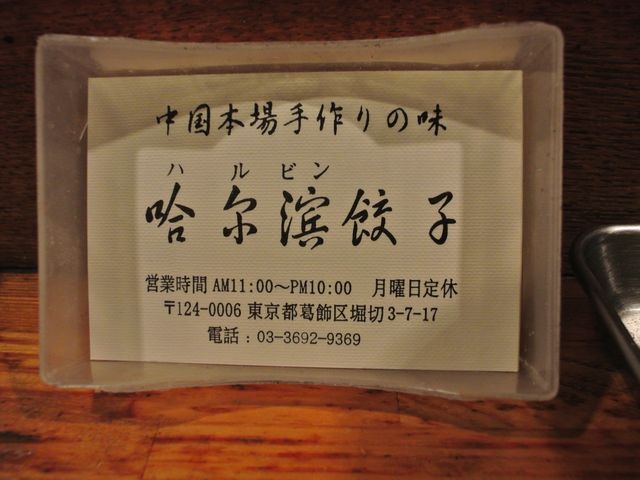 中国本場手作りの味
ハルビン
哈尔滨餃子
営業時間 AM11:00〜PM10:00 月曜日定休
〒124-0006 東京都葛飾区堀切 3-7-17
電話：03-3692-9369